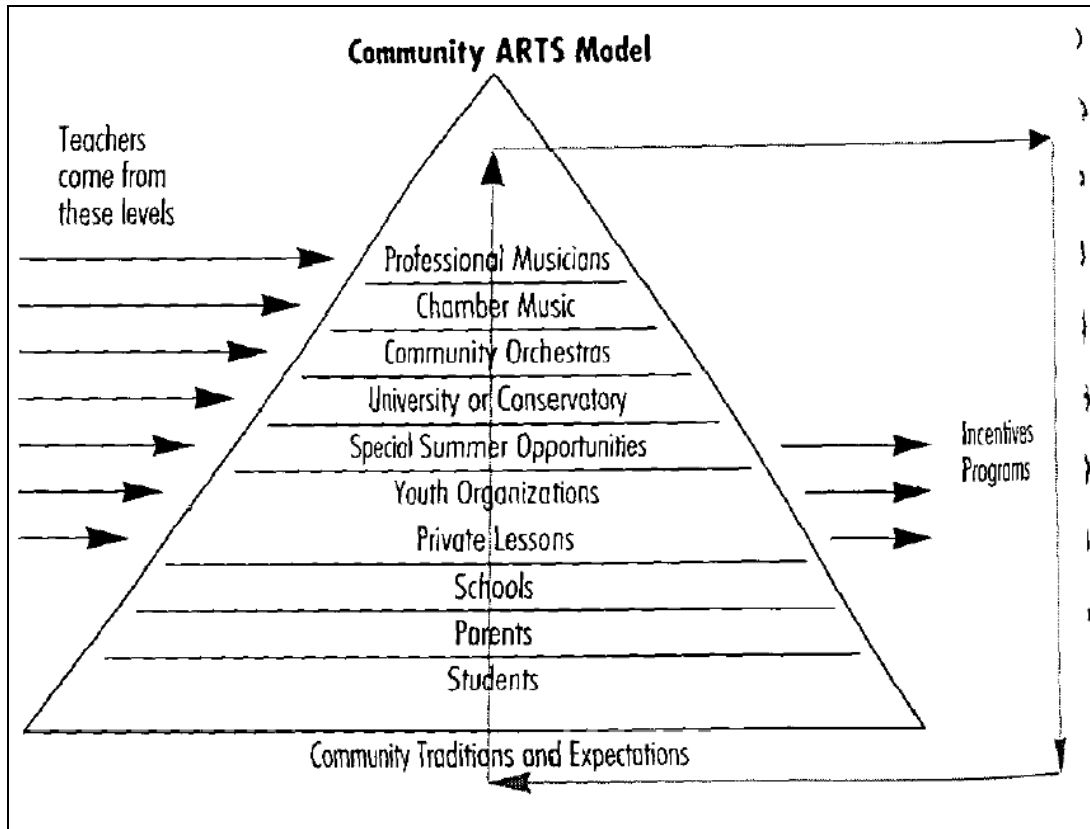 Community ARTS Model
Teachers
come from
these levels
Professional Musicians
Chamber Music
Community Orchestras
University or Conservatory
Special Summer Opportunities
Youth Organizations
Private Lessons
Schools
Parents
Students
Community Traditions and Expectations
Incentives
Programs